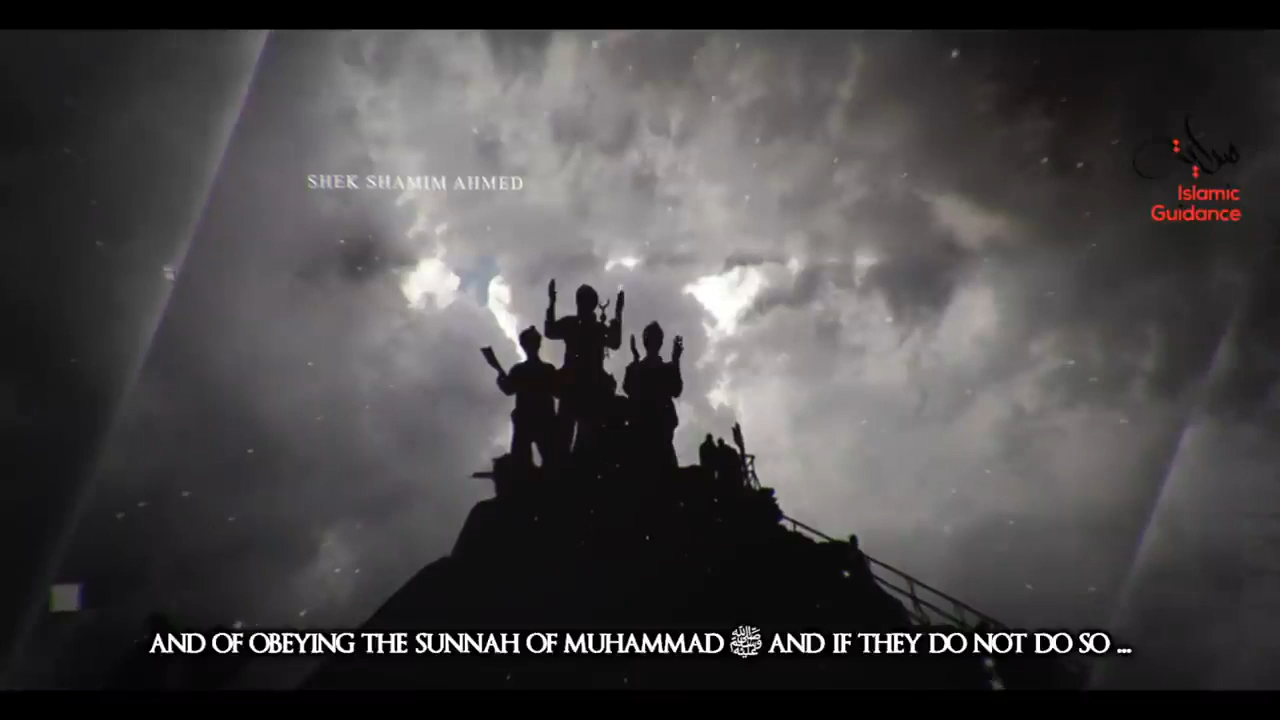 SHEK SHAMIM AHMED
Islamic
Guidance
AND OF OBEYING THE SUNNAH OF MUHAMMAD ﷺ AND IF THEY DO NOT DO SO ...